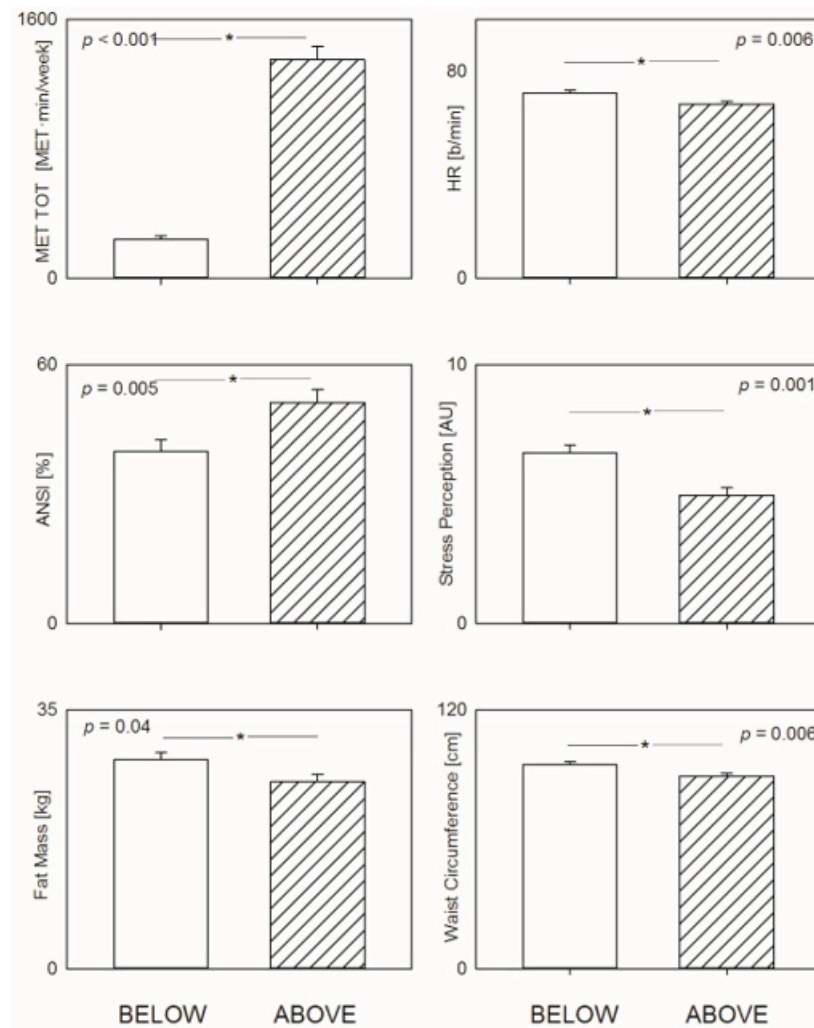 1600
p < 0.001
*
MET TOT [MET·min/week]
0
p = 0.006
80
*
HR [b/min]
0
60
p = 0.005
*
ANSI [%]
0
10
p = 0.001
*
Stress Perception [AU]
0
35
p = 0.04
*
Fat Mass [kg]
0
BELOW ABOVE
120
p = 0.006
*
Waist Circumference [cm]
0
BELOW ABOVE